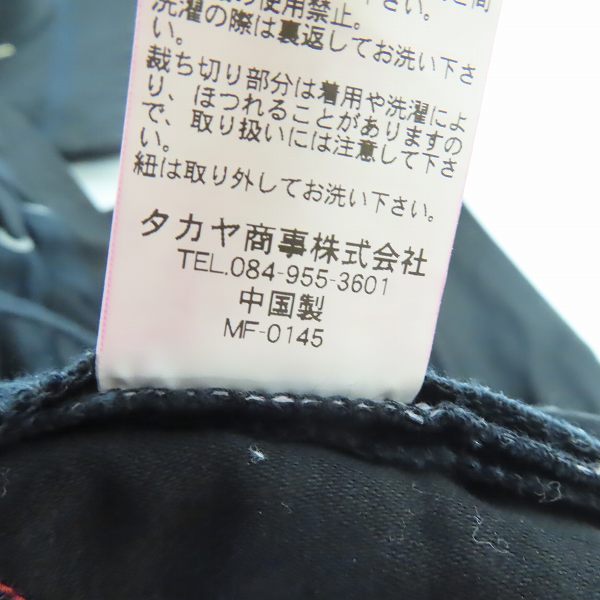 使用禁止。
洗濯の際は裏返してお洗い下さ
い。
裁ち切り部分は着用や洗濯によ
り、ほつれることがありますの
で、取り扱いには注意して下さ
い。
紐は取り外してお洗い下さい。
タカヤ商事株式会社
TEL.084-955-3601
中国製
MF-0145